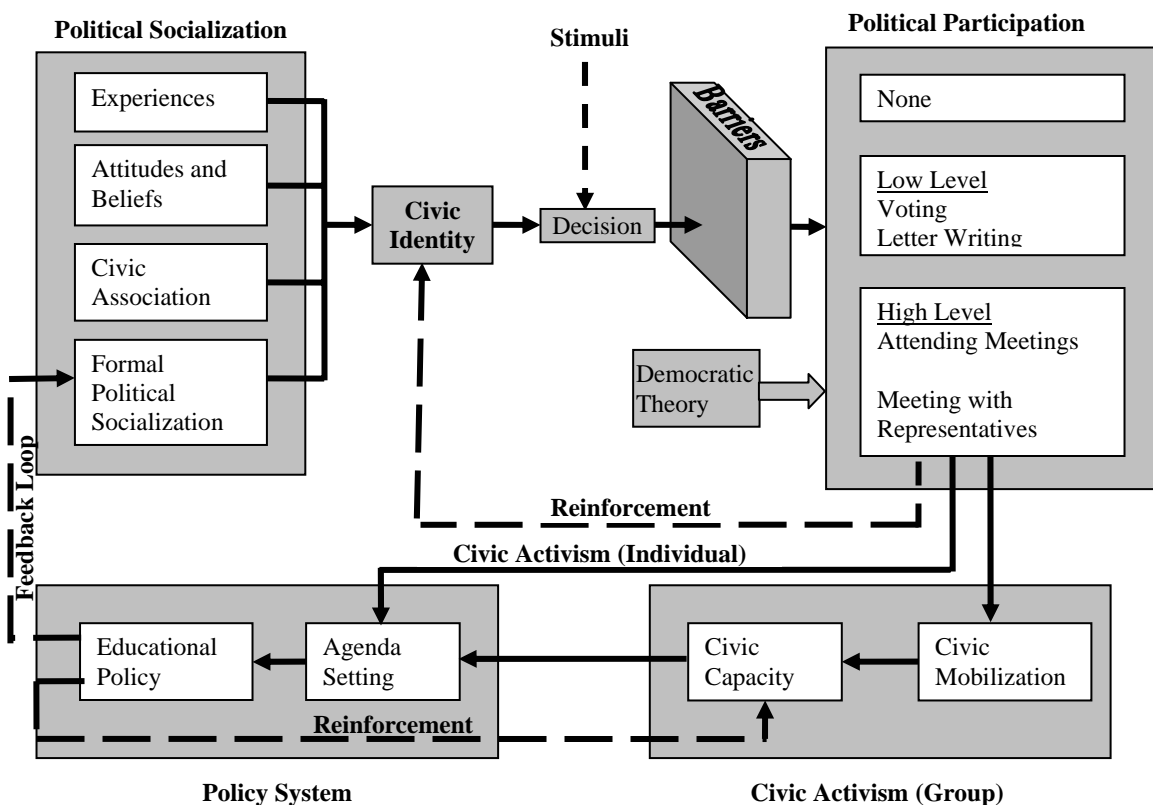 Political Socialization
Experiences
Attitudes and
Beliefs
Civic
Association
Formal
Political
Socialization
Feedback Loop
Civic
Identity
Stimuli
Decision
Barriers
Political Participation
None
Low Level
Voting
Letter Writing
High Level
Attending Meetings
Meeting with
Representatives
Democratic
Theory
Reinforcement
Civic Activism (Individual)
Educational
Policy
Agenda
Setting
Civic
Capacity
Civic
Mobilization
Reinforcement
Policy System
Civic Activism (Group)